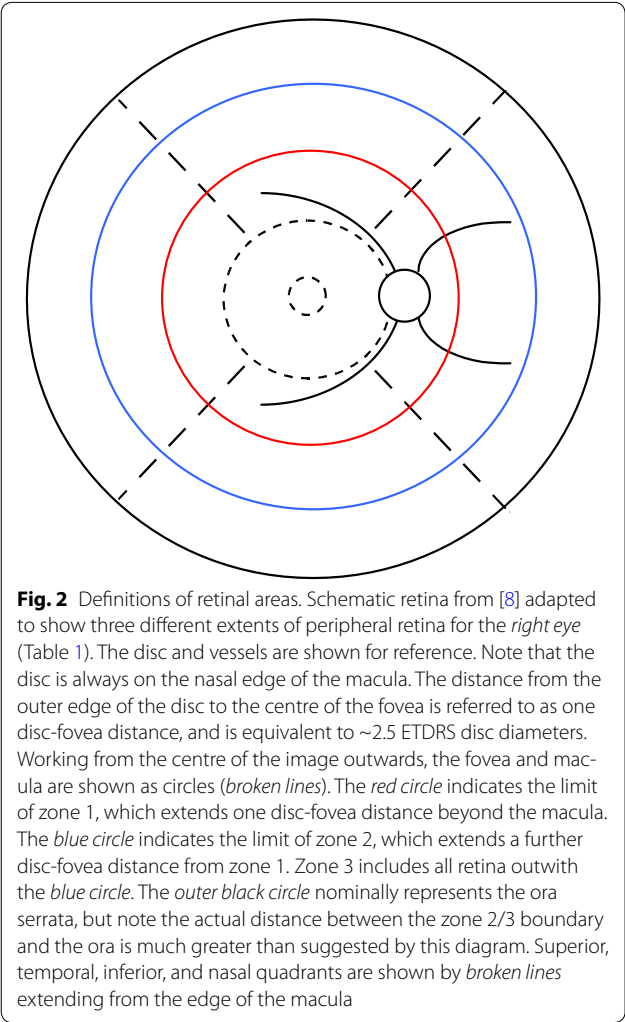 Fig. 2 Definitions of retinal areas. Schematic retina from [8] adapted
to show three different extents of peripheral retina for the right eye
(Table 1). The disc and vessels are shown for reference. Note that the
disc is always on the nasal edge of the macula. The distance from the
outer edge of the disc to the centre of the fovea is referred to as one
disc-fovea distance, and is equivalent to ~2.5 ETDRS disc diameters.
Working from the centre of the image outwards, the fovea and mac-
ula are shown as circles (broken lines). The red circle indicates the limit
of zone 1, which extends one disc-fovea distance beyond the macula.
The blue circle indicates the limit of zone 2, which extends a further
disc-fovea distance from zone 1. Zone 3 includes all retina outwith
the blue circle. The outer black circle nominally represents the ora
serrata, but note the actual distance between the zone 2/3 boundary
and the ora is much greater than suggested by this diagram. Superior,
temporal, inferior, and nasal quadrants are shown by broken lines
extending from the edge of the macula